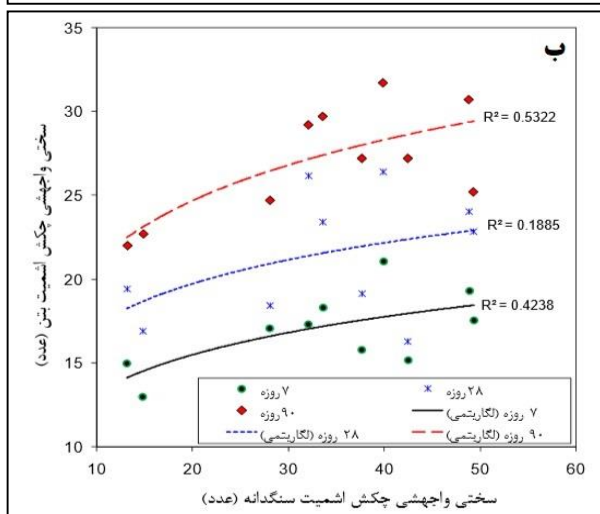 ب
35
30
25
20
15
10
10
20
30
40
50
60
R² = 0.5322
R² = 0.1885
R² = 0.4238
سختی واجهشی چکش اشمیت بتن (عدد)
۷روزه
۲۸روزه
۹۰روزه
۷ روزه (لگاریتمی)
۲۸ روزه (لگاریتمی)
۹۰ روزه (لگاریتمی)
سختی واجهشی چکش اشمیت سنگدانه (عدد)